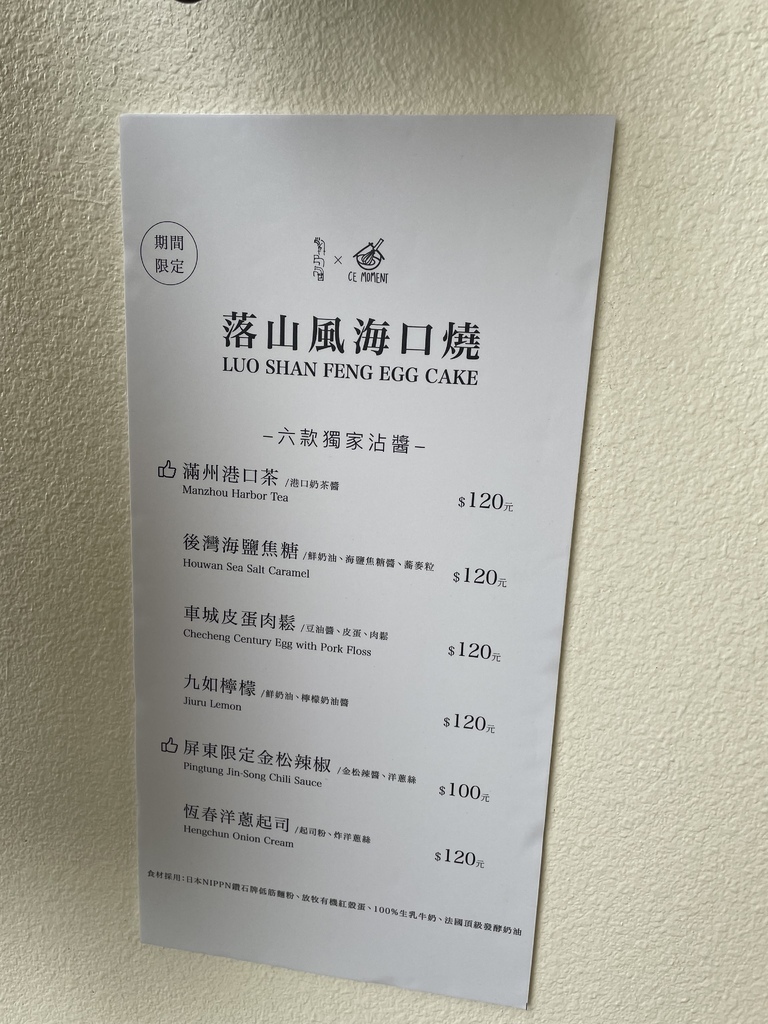 期間
限定
×
CE MOMENT
落山風海口燒
LUO SHAN FENG EGG CAKE
–六款獨家沾醬–
滿州港口茶 /港口奶茶醬
Manzhou Harbor Tea
$120元
後灣海鹽焦糖 /鮮奶油、海鹽焦糖醬、蕎麥粒
Houwan Sea Salt Caramel
$120元
車城皮蛋肉鬆 /豆油醬、皮蛋、肉鬆
Checheng Century Egg with Pork Floss
$120元
九如檸檬 /鮮奶油、檸檬奶油醬
Jiuru Lemon
$120元
屏東限定金松辣椒 /金松辣醬、洋蔥絲
Pingtung Jin-Song Chili Sauce
$100元
恆春洋蔥起司 /起司粉、炸洋蔥絲
Hengchun Onion Cream
$120元
食材採用：日本NIPPN鑽石牌低筋麵粉、放牧有機紅殼蛋、100%生乳牛奶、法國頂級發酵奶油